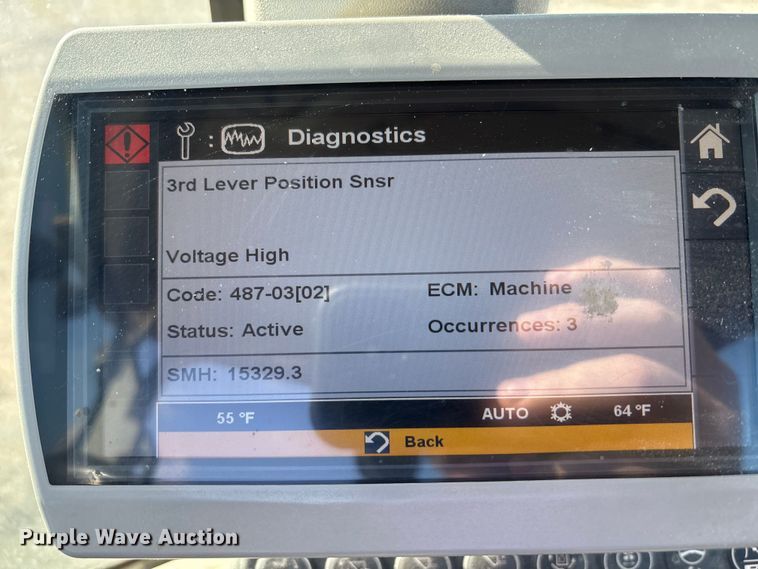 : Diagnostics
3rd Lever Position Snsr
Voltage High
Code: 487-03[02] ECM: Machine
Status: Active Occurrences: 3
SMH: 15329.3
55 °F AUTO 64 °F
Back
Purple Wave Auction